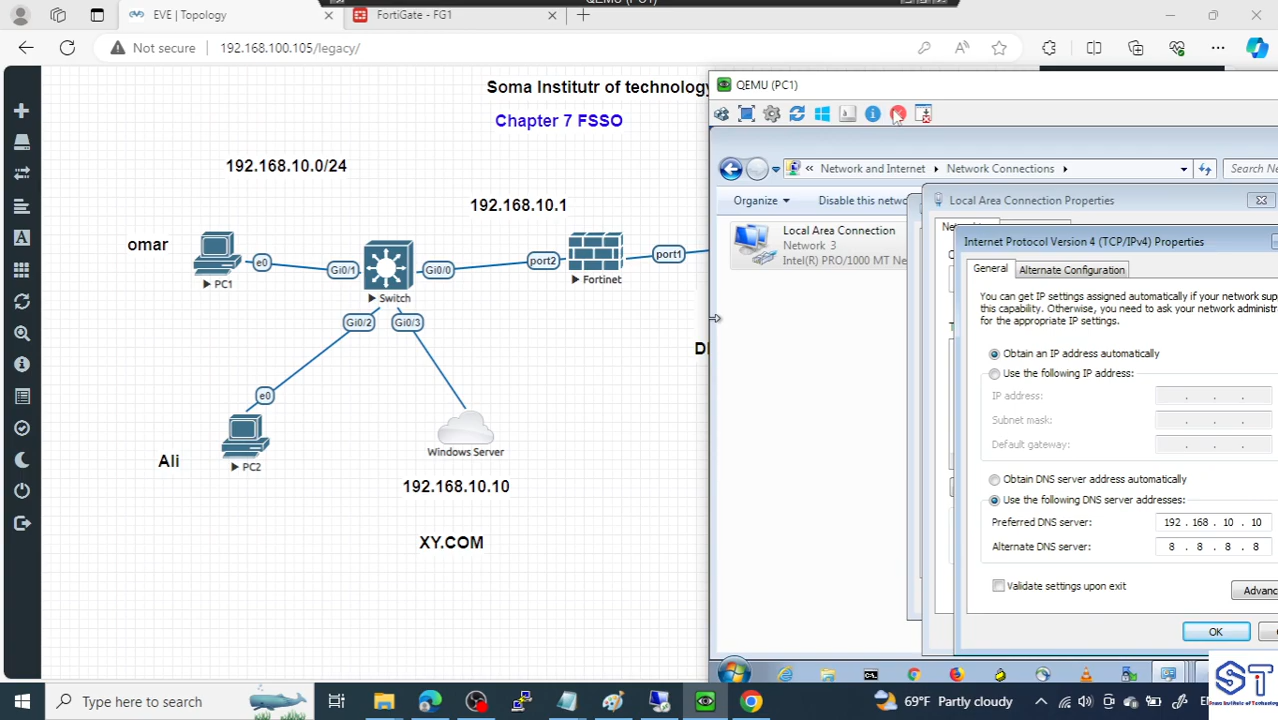 QEMU (PC1)
EVE | Topology
FortiGate - FG1
Not secure
192.168.100.105/legacy/
Soma Institutr of technology
Chapter 7 FSSO
192.168.10.0/24
192.168.10.1
omar
e0
Gi0/1
Gi0/0
port2
port1
PC1
Switch
Fortinet
Gi0/2
Gi0/3
e0
Ali
PC2
Windows Server
192.168.10.10
XY.COM
QEMU (PC1)
Network and Internet
Network Connections
Search Ne
Organize
Disable this netwo
Local Area Connection
Network 3
Intel(R) PRO/1000 MT Ne
Local Area Connection Properties
Internet Protocol Version 4 (TCP/IPv4) Properties
General
Alternate Configuration
You can get IP settings assigned automatically if your network sup
this capability. Otherwise, you need to ask your network administr
for the appropriate IP settings.
Obtain an IP address automatically
Use the following IP address:
IP address:
Subnet mask:
Default gateway:
Obtain DNS server address automatically
Use the following DNS server addresses:
Preferred DNS server:
192 . 168 . 10 . 10
Alternate DNS server:
8 . 8 . 8 . 8
Validate settings upon exit
Advanc
OK
Type here to search
69°F Partly cloudy